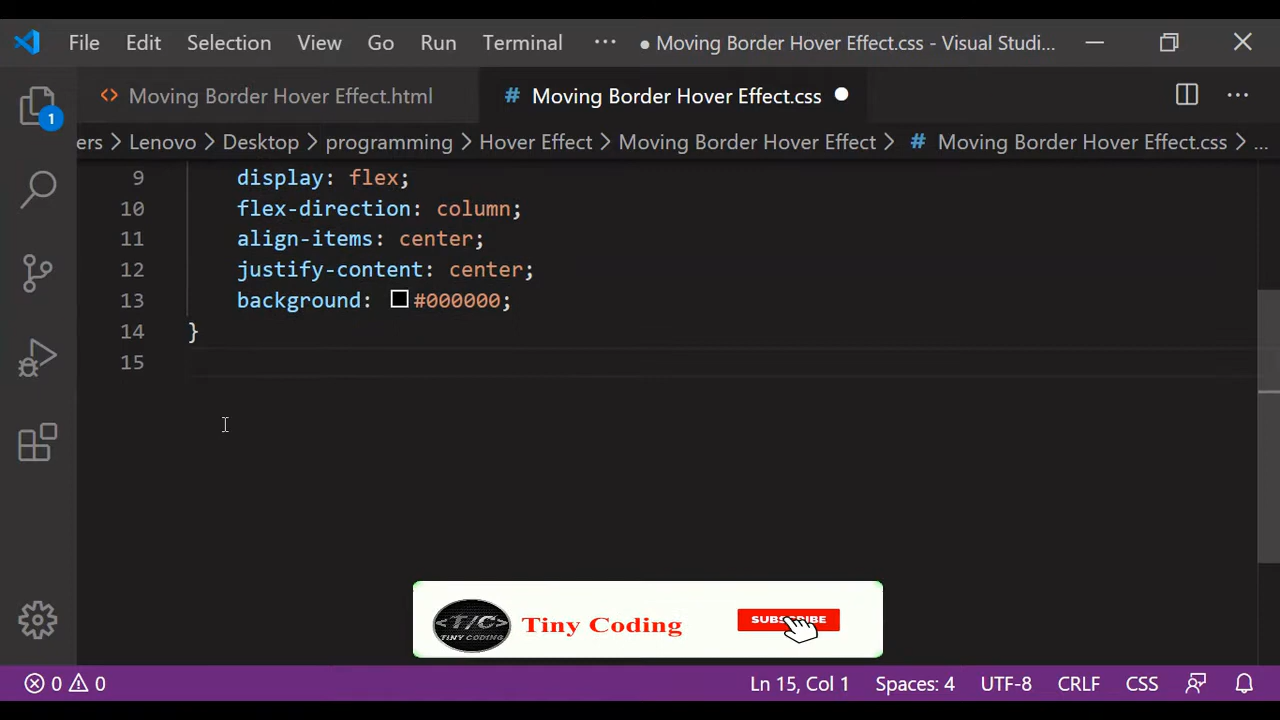 File Edit Selection View Go Run Terminal ··· ● Moving Border Hover Effect.css - Visual Studi...
<> Moving Border Hover Effect.html # Moving Border Hover Effect.css ● ···
ers > Lenovo > Desktop > programming > Hover Effect > Moving Border Hover Effect > # Moving Border Hover Effect.css > ...
1
9 display: flex;
10 flex-direction: column;
11 align-items: center;
12 justify-content: center;
13 background: #000000;
14 }
15
<T/C>
TINY CODING
Tiny Coding
SUBSCRIBE
0 0 Ln 15, Col 1 Spaces: 4 UTF-8 CRLF CSS